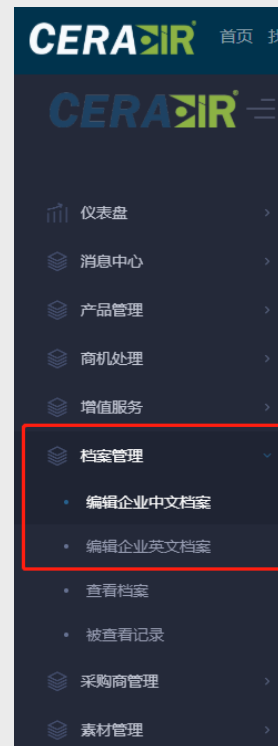 CERADIR 首页
CERADIR
仪表盘
消息中心
产品管理
商机处理
增值服务
档案管理
编辑企业中文档案
编辑企业英文档案
查看档案
被查看记录
采购商管理
素材管理